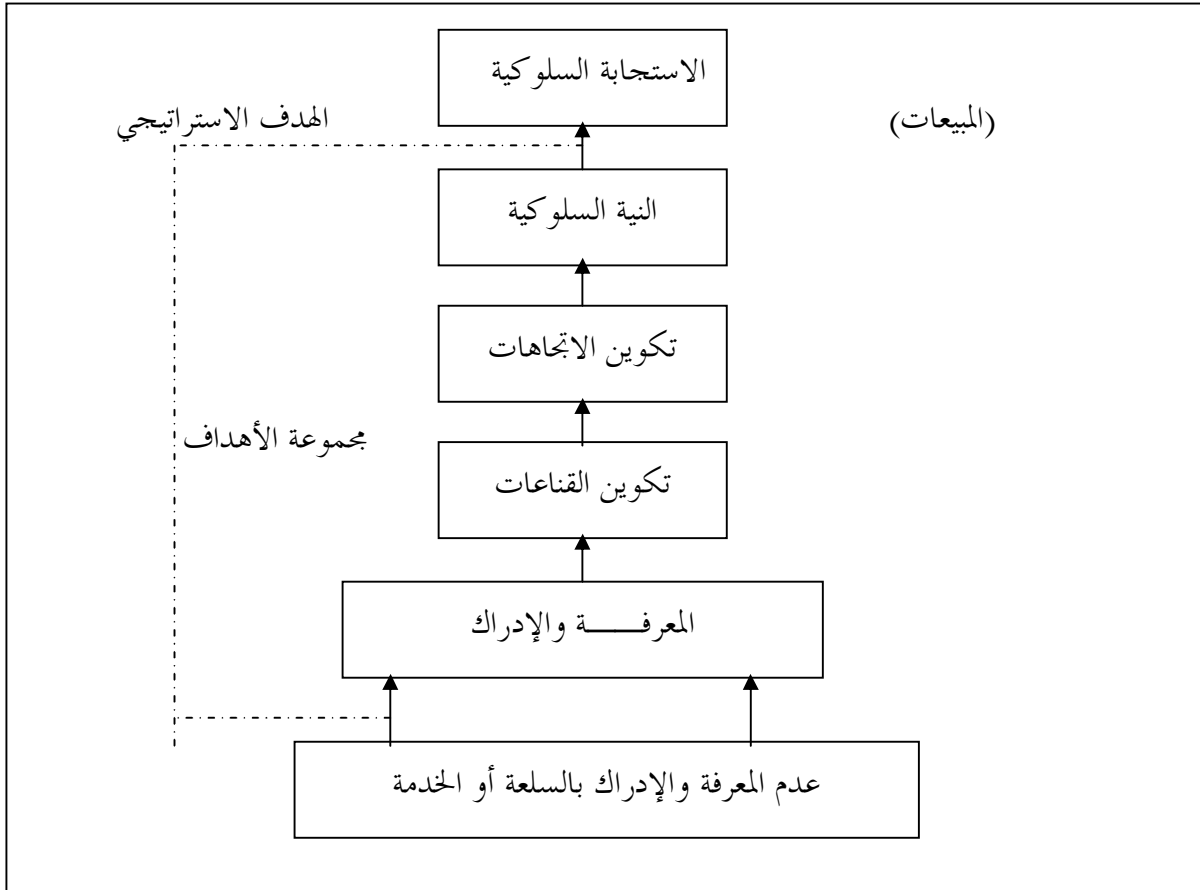 الاستجابة السلوكية
(المبيعات)
الهدف الاستراتيجي
النية السلوكية
تكوين الاتجاهات
مجموعة الأهداف
تكوين القناعات
المعرفـــــة والإدراك
عدم المعرفة والإدراك بالسلعة أو الخدمة